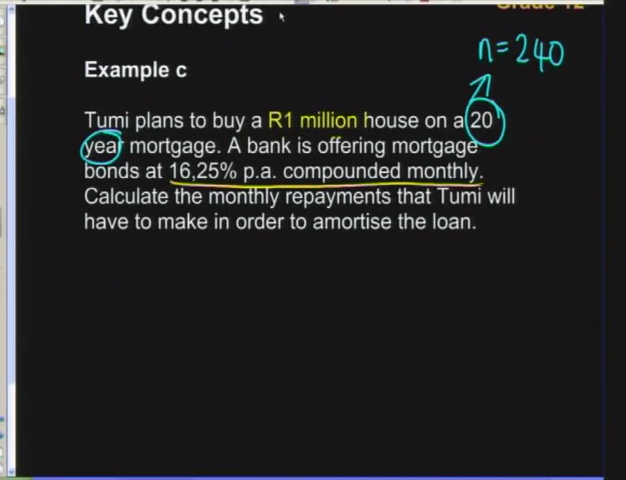 Grade 12
Key Concepts
n = 240
Example c
Tumi plans to buy a R1 million house on a 20
year mortgage. A bank is offering mortgage
bonds at 16,25% p.a. compounded monthly.
Calculate the monthly repayments that Tumi will
have to make in order to amortise the loan.